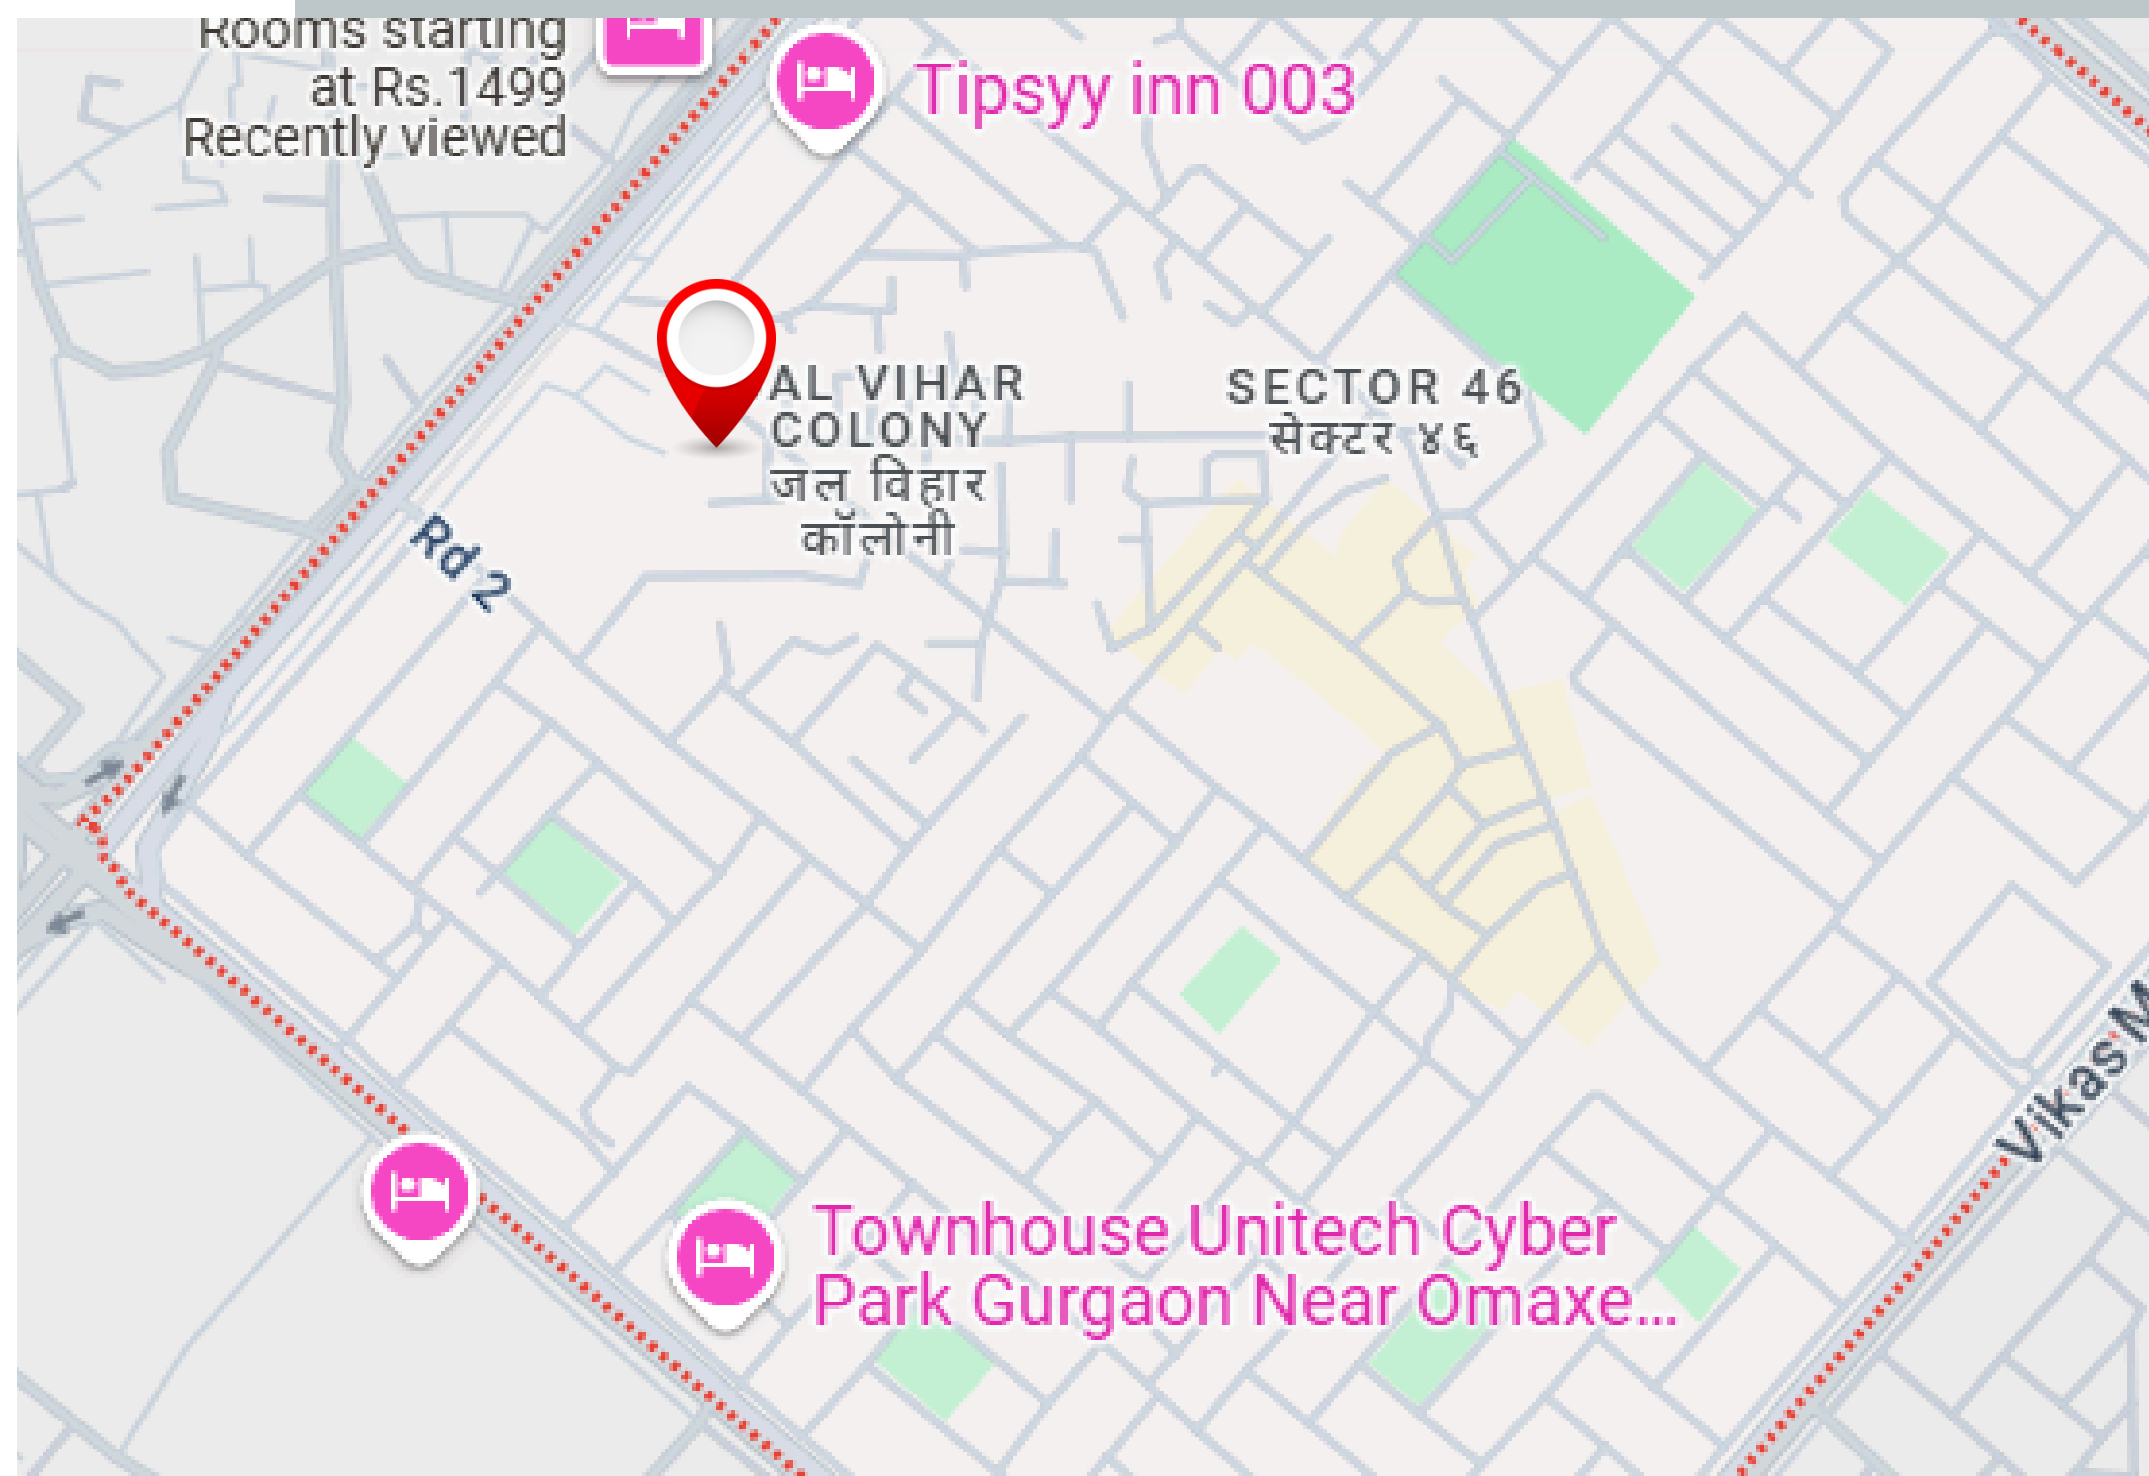 Rooms starting
at Rs.1499
Recently viewed
Tipsyy inn 003
AL VIHAR
COLONY
जल विहार
कॉलोनी
SECTOR 46
सेक्टर ४६
Rd 2
Vikas M
Townhouse Unitech Cyber
Park Gurgaon Near Omaxe...